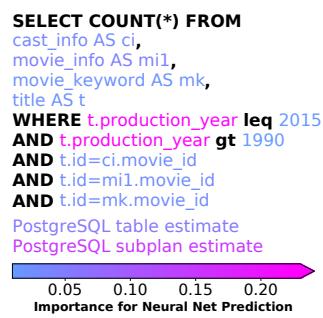 SELECT COUNT(*) FROM
cast_info AS ci,
movie_info AS mi1,
movie_keyword AS mk,
title AS t
WHERE t.production_year leq 2015
AND t.production_year gt 1990
AND t.id=ci.movie_id
AND t.id=mi1.movie_id
AND t.id=mk.movie_id
PostgreSQL table estimate
PostgreSQL subplan estimate
0.05 0.10 0.15 0.20
Importance for Neural Net Prediction